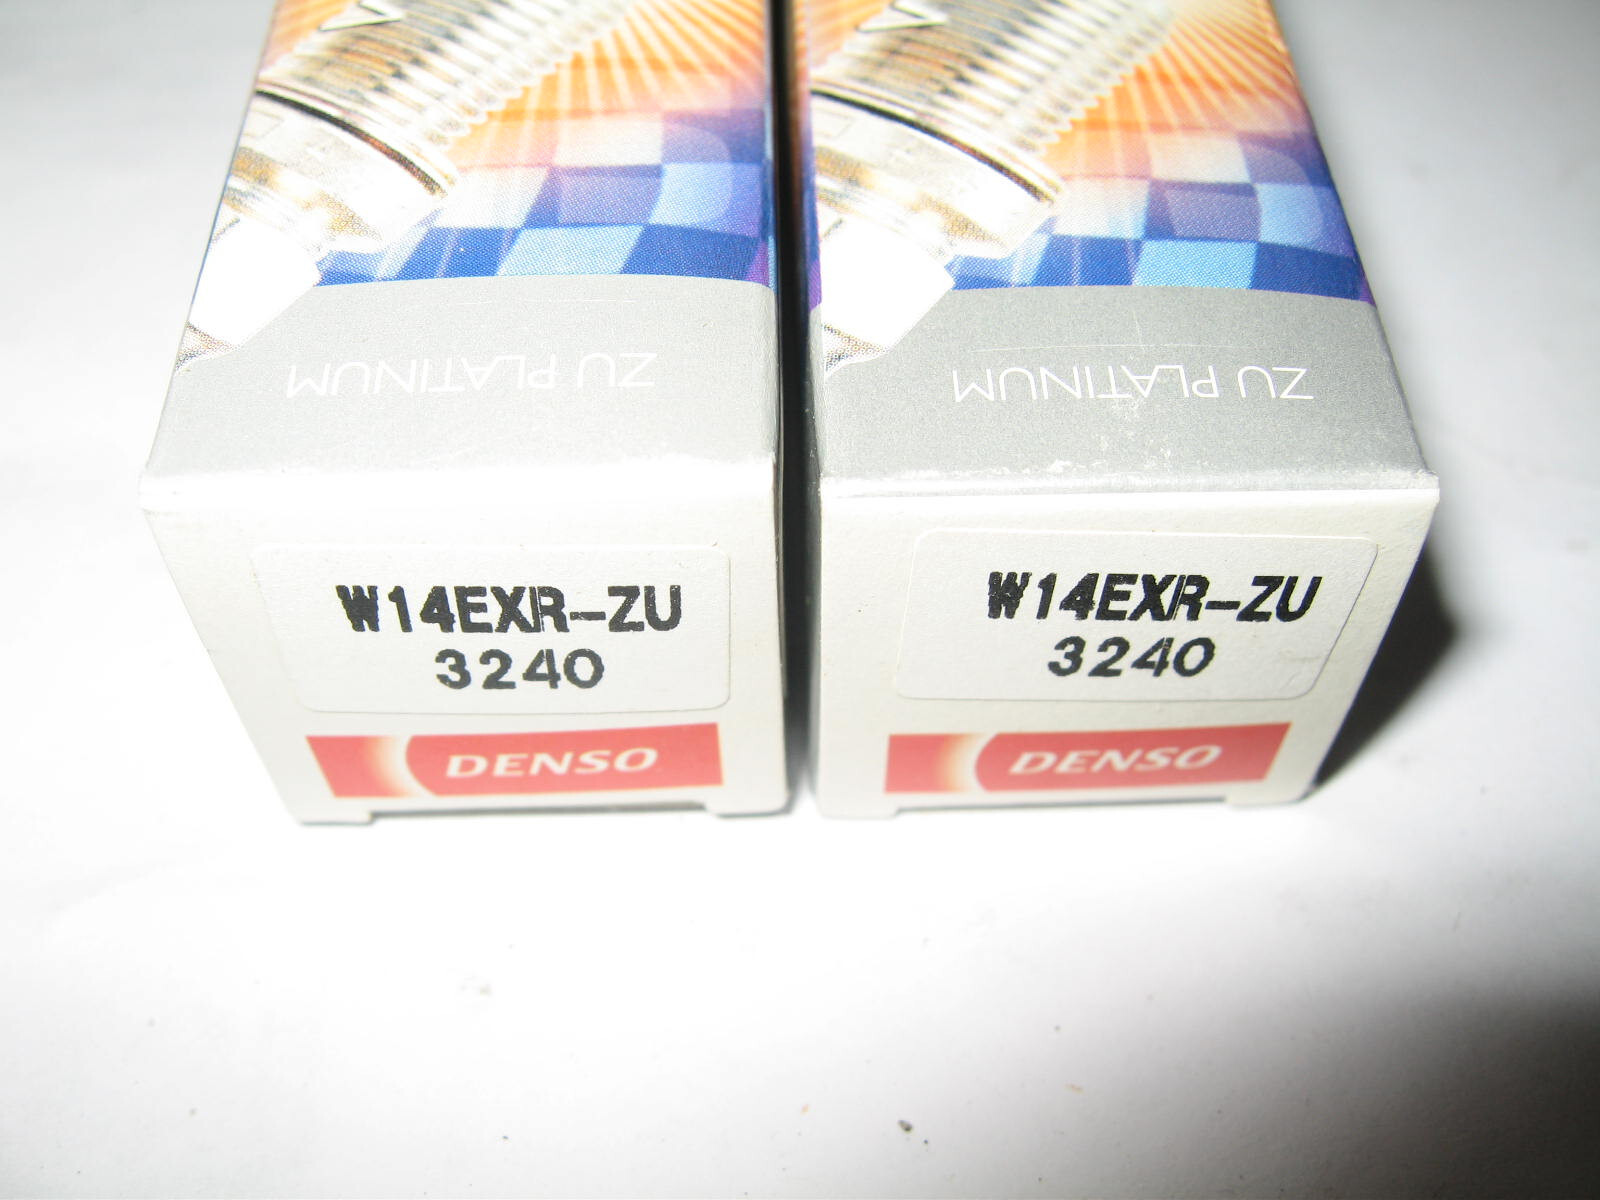 ZU PLATINUM
W14EXR-ZU
3240
DENSO
ZU PLATINUM
W14EXR-ZU
3240
DENSO